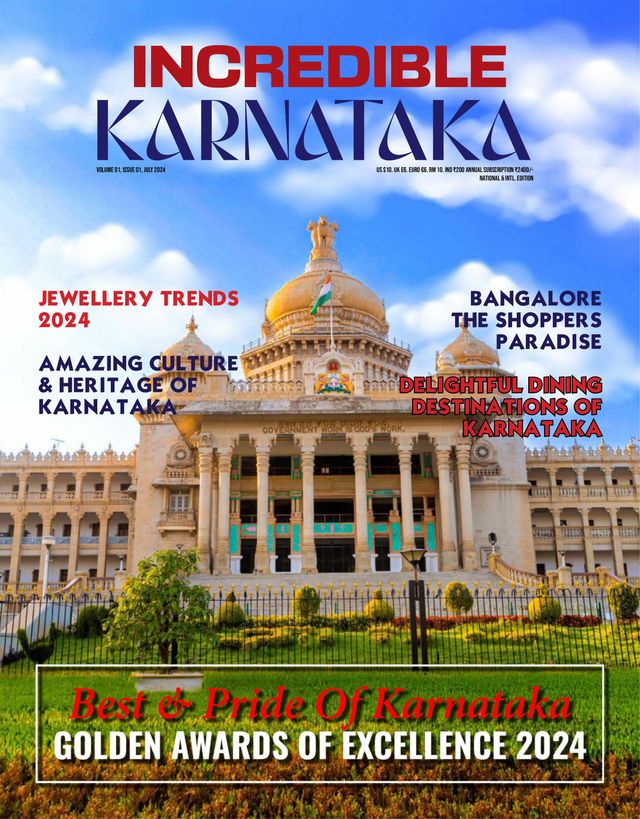 INCREDIBLE
KARNATAKA
VOLUME 01, ISSUE 01, JULY 2024
US $ 10. UK £6. EURO €6. RM 10. IND ₹200 ANNUAL SUBSCRIPTION ₹2400/-
NATIONAL & INTL. EDITION
JEWELLERY TRENDS
2024
AMAZING CULTURE
& HERITAGE OF
KARNATAKA
BANGALORE
THE SHOPPERS
PARADISE
DELIGHTFUL DINING
DESTINATIONS OF
KARNATAKA
GOVERNMENT WORK IS GOD'S WORK.
Best & Pride Of Karnataka
GOLDEN AWARDS OF EXCELLENCE 2024